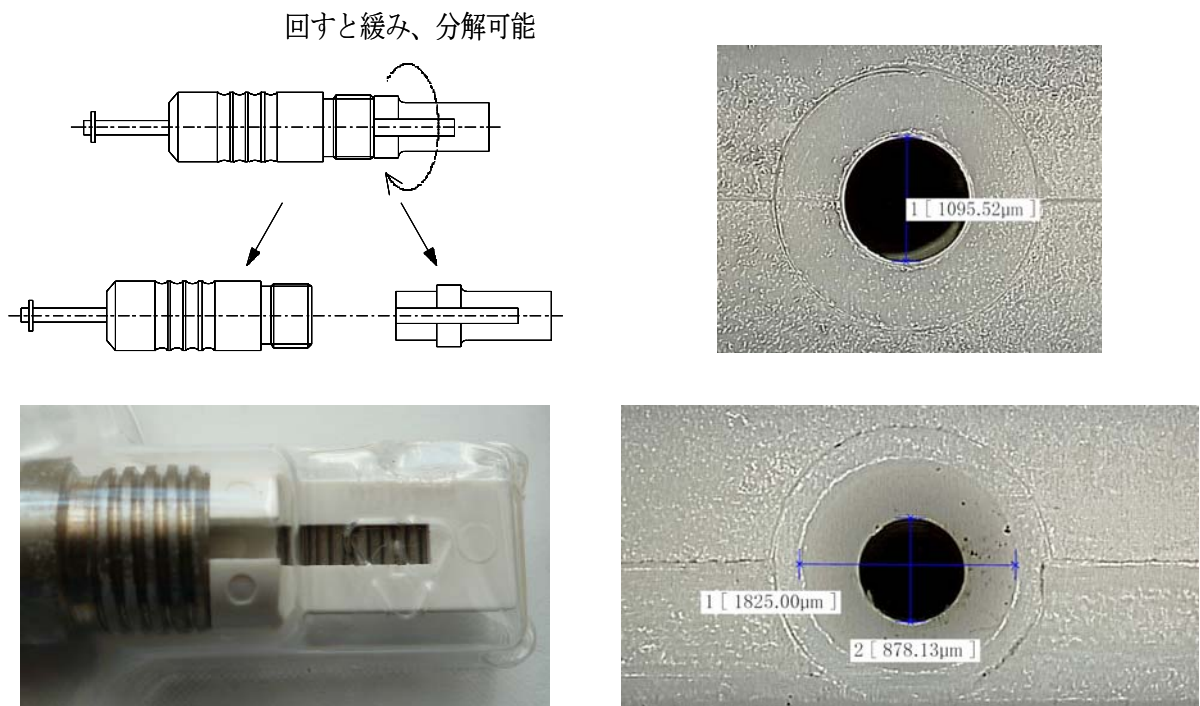 回すと緩み、分解可能
1 [ 1095.52μm ]
1 [ 1825.00μm ]
2 [ 878.13μm ]